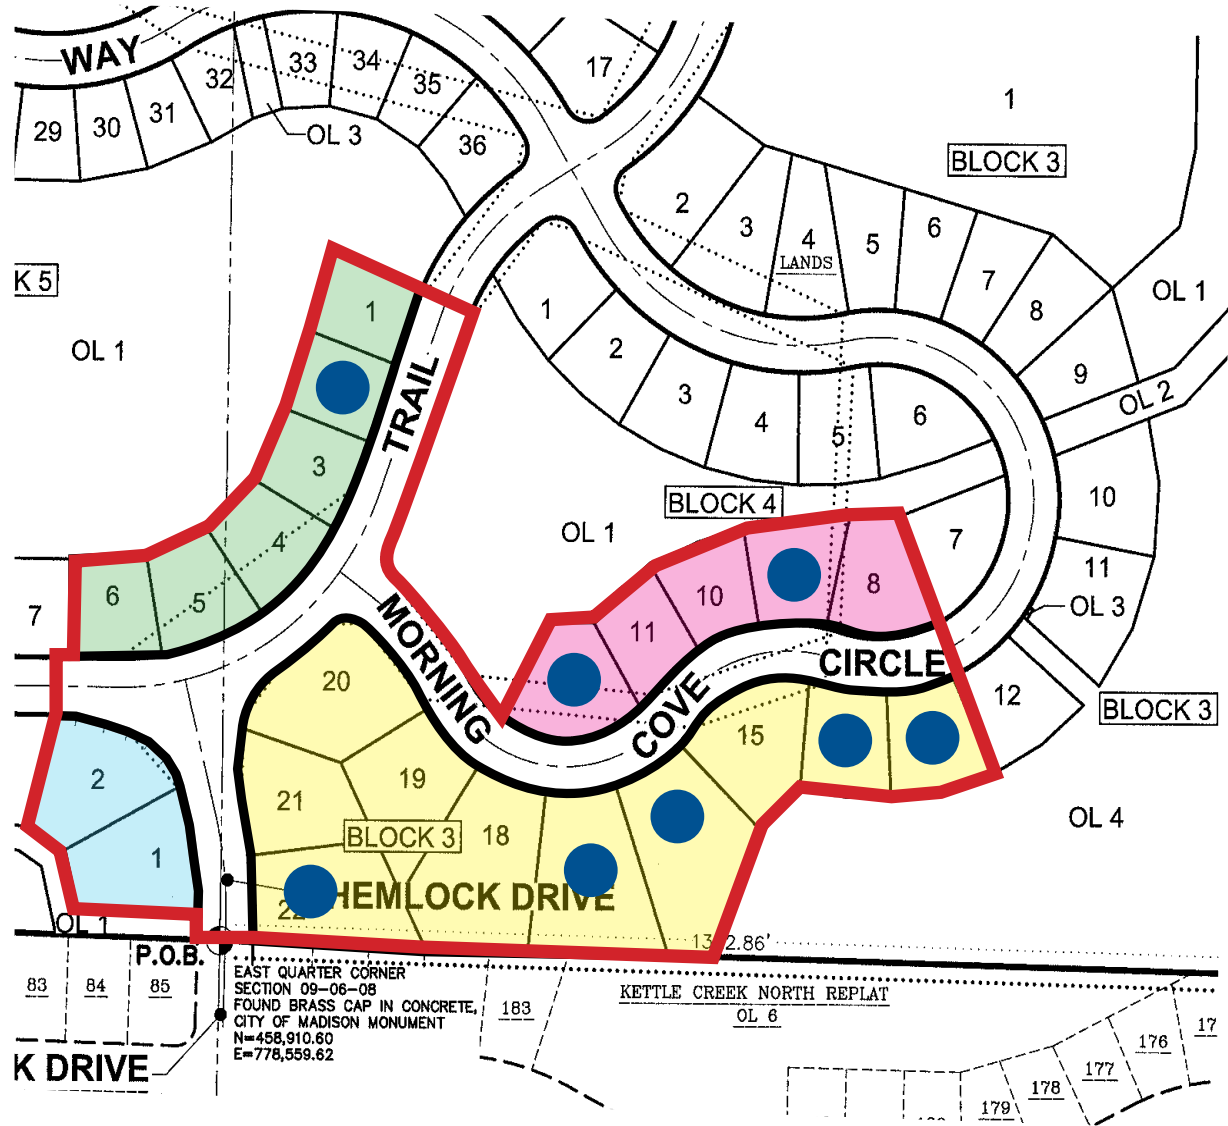 WAY
29
30
31
32
33
34
35
36
OL 3
17
1
BLOCK 3
2
3
4
LANDS
5
6
7
8
9
OL 1
OL 2
10
11
OL 3
12
BLOCK 3
OL 4
K 5
OL 1
1
3
4
5
6
7
TRAIL
1
2
3
4
5
6
7
BLOCK 4
OL 1
8
10
11
MORNING
COVE
CIRCLE
20
19
21
18
15
22
BLOCK 3
HEMLOCK DRIVE
2
1
OL 1
P.O.B.
EAST QUARTER CORNER
SECTION 09-06-08
FOUND BRASS CAP IN CONCRETE,
CITY OF MADISON MONUMENT
N=458,910.60
E=778,559.62
83
84
85
K DRIVE
183
KETTLE CREEK NORTH REPLAT
OL 6
179
178
177
176
17